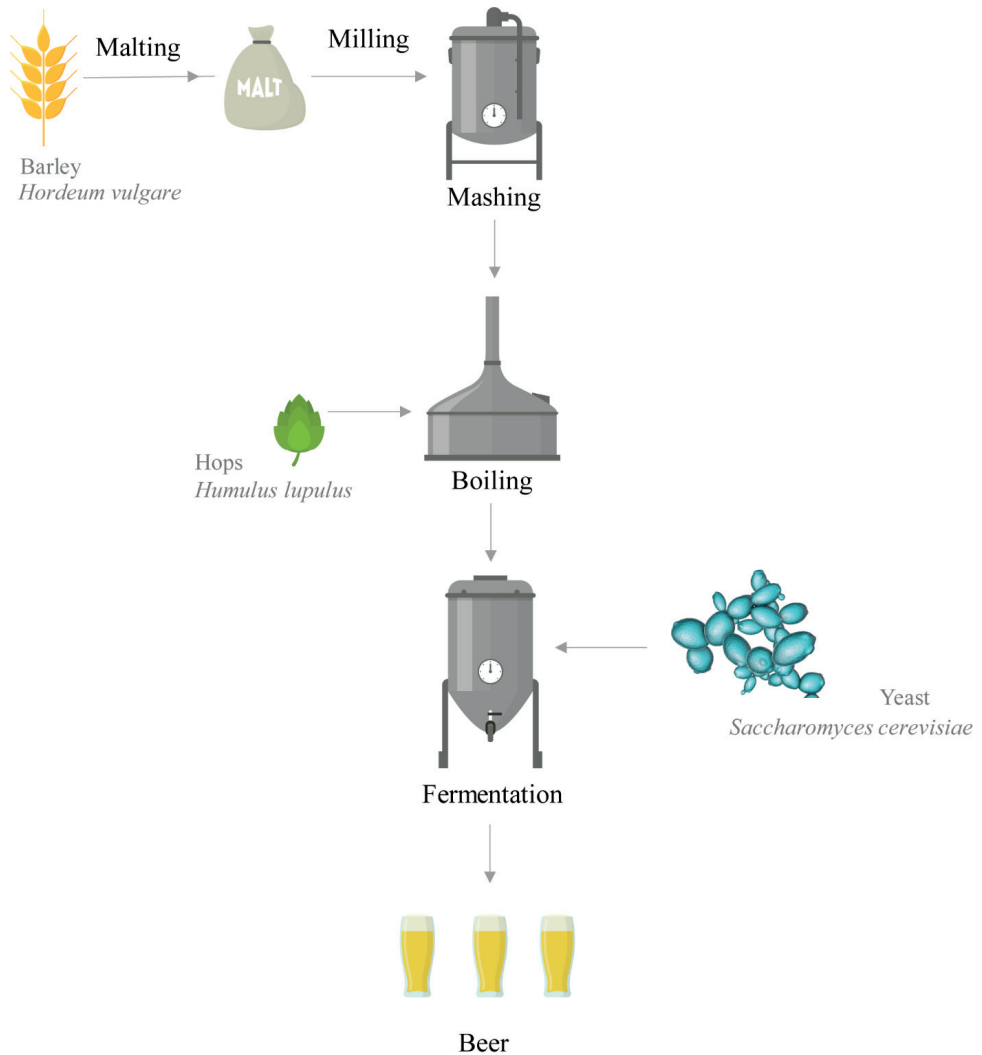 Malting
Milling
MALT
Barley
Hordeum vulgare
Mashing
Hops
Humulus lupulus
Boiling
Yeast
Saccharomyces cerevisiae
Fermentation
Beer